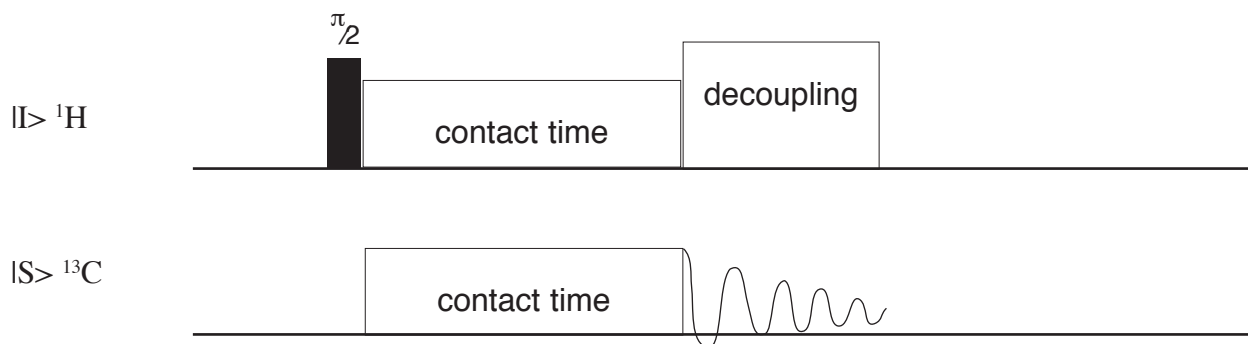 π/2
decoupling
|I> ¹H
contact time
|S> ¹³C
contact time